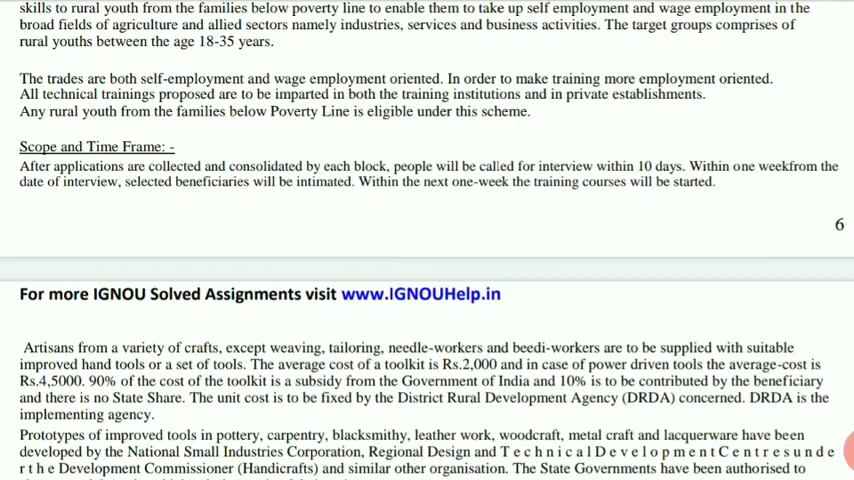 skills to rural youth from the families below poverty line to enable them to take up self employment and wage employment in the
broad fields of agriculture and allied sectors namely industries, services and business activities. The target groups comprises of
rural youths between the age 18-35 years.
The trades are both self-employment and wage employment oriented. In order to make training more employment oriented.
All technical trainings proposed are to be imparted in both the training institutions and in private establishments.
Any rural youth from the families below Poverty Line is eligible under this scheme.
Scope and Time Frame: -
After applications are collected and consolidated by each block, people will be called for interview within 10 days. Within one weekfrom the
date of interview, selected beneficiaries will be intimated. Within the next one-week the training courses will be started.
6
For more IGNOU Solved Assignments visit www.IGNOUHelp.in
Artisans from a variety of crafts, except weaving, tailoring, needle-workers and beedi-workers are to be supplied with suitable
improved hand tools or a set of tools. The average cost of a toolkit is Rs.2,000 and in case of power driven tools the average-cost is
Rs.4,5000. 90% of the cost of the toolkit is a subsidy from the Government of India and 10% is to be contributed by the beneficiary
and there is no State Share. The unit cost is to be fixed by the District Rural Development Agency (DRDA) concerned. DRDA is the
implementing agency.
Prototypes of improved tools in pottery, carpentry, blacksmithy, leather work, woodcraft, metal craft and lacquerware have been
developed by the National Small Industries Corporation, Regional Design and T e c h n i c a l D e v e l o p m e n t C e n t r e s u n d e
r t h e Development Commissioner (Handicrafts) and similar other organisation. The State Governments have been authorised to